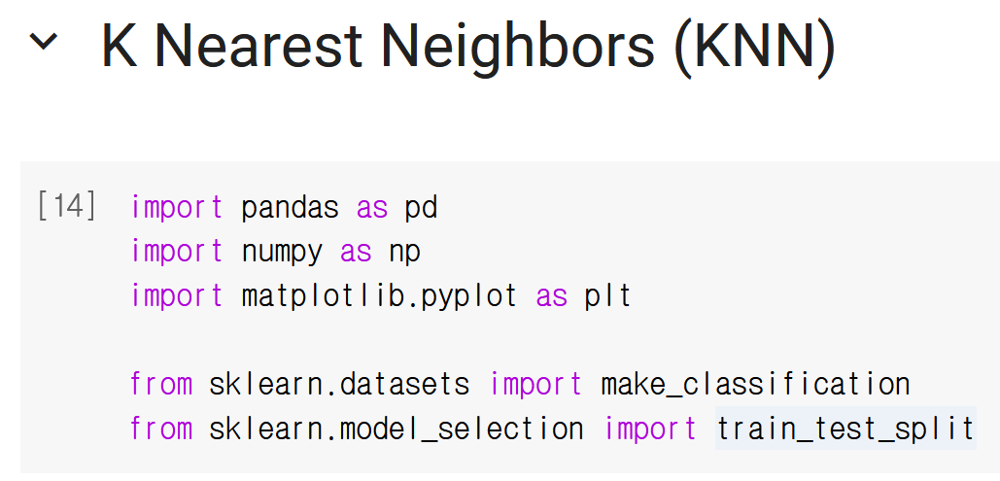 K Nearest Neighbors (KNN)
[14] import pandas as pd
import numpy as np
import matplotlib.pyplot as plt
from sklearn.datasets import make_classification
from sklearn.model_selection import train_test_split